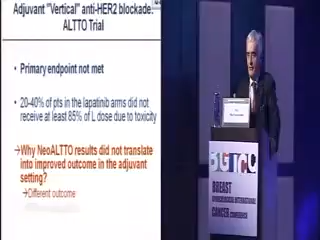 Adjuvant "Vertical" anti-HER2 blockade:
ALTTO Trial
• Primary endpoint not met
• 20-40% of pts in the lapatinib arms did not
receive at least 85% of L dose due to toxicity
➔Why NeoALTTO results did not translate
into improved outcome in the adjuvant
setting?
➔Different outcome
BREAST
CANCER CONFERENCE